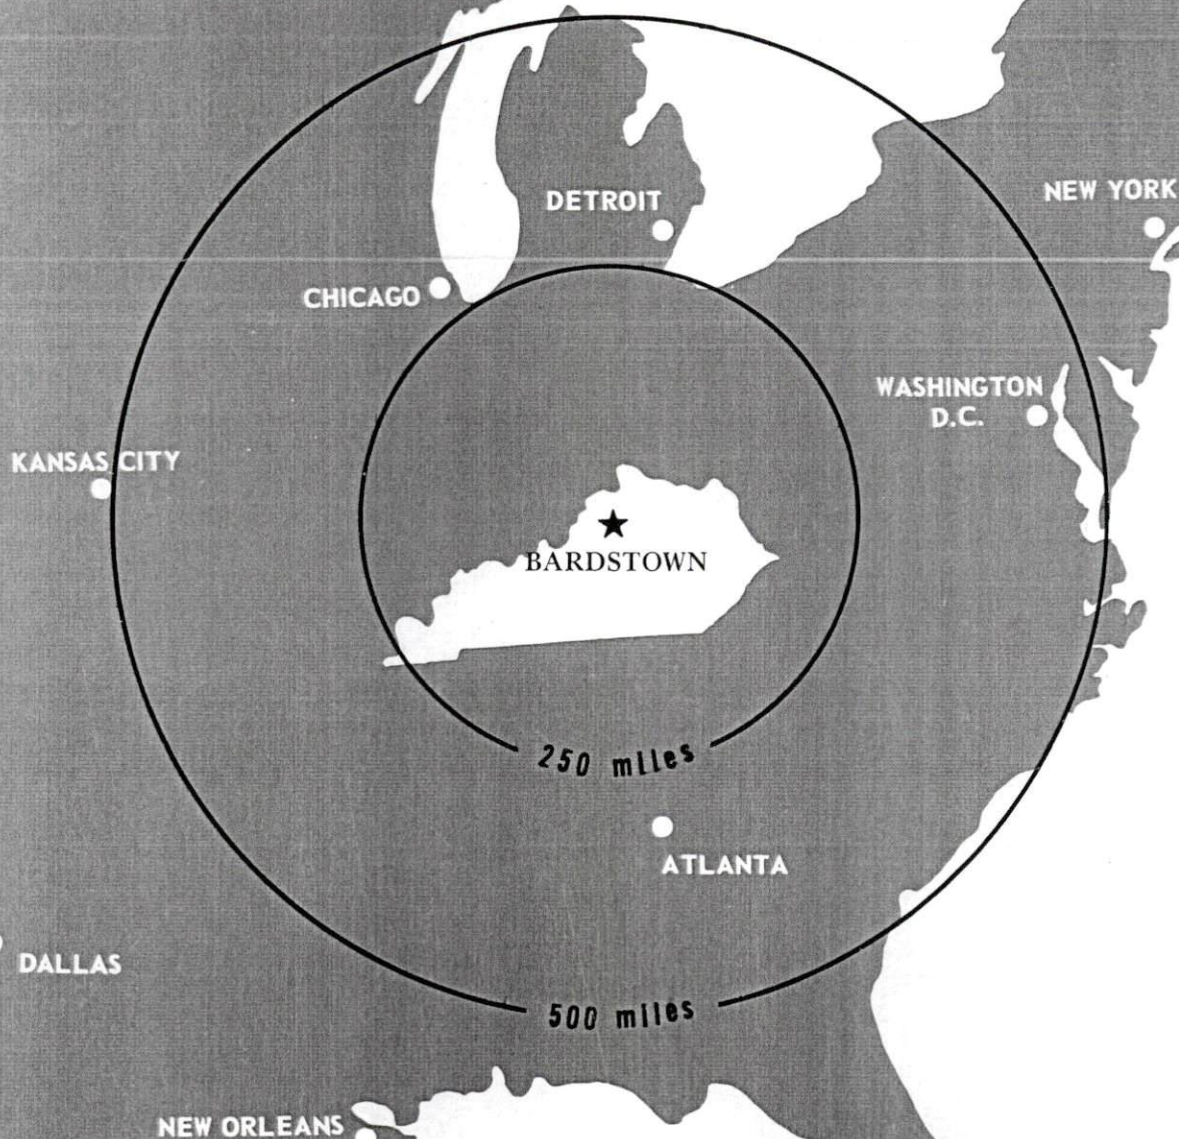 DETROIT
NEW YORK
CHICAGO
WASHINGTON
D.C.
KANSAS CITY
BARDSTOWN
250 miles
ATLANTA
DALLAS
500 miles
NEW ORLEANS